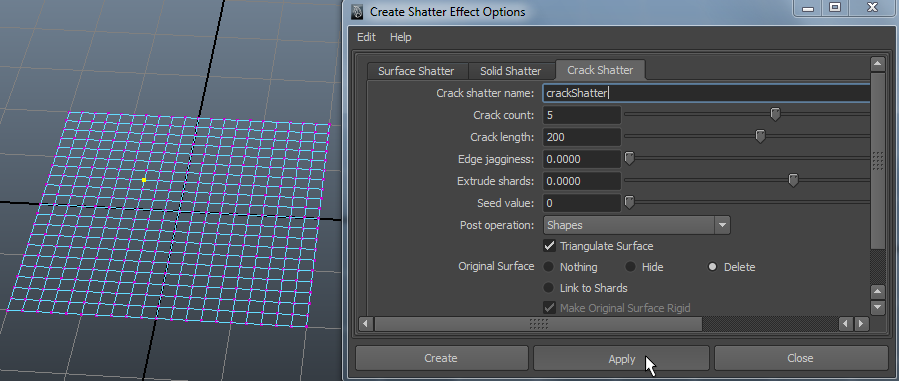 Create Shatter Effect Options
Edit Help
Surface Shatter Solid Shatter Crack Shatter
Crack shatter name: crackShatter
Crack count: 5
Crack length: 200
Edge jagginess: 0.0000
Extrude shards: 0.0000
Seed value: 0
Post operation: Shapes
Triangulate Surface
Original Surface Nothing Hide Delete
Link to Shards
Make Original Surface Rigid
Create Apply Close